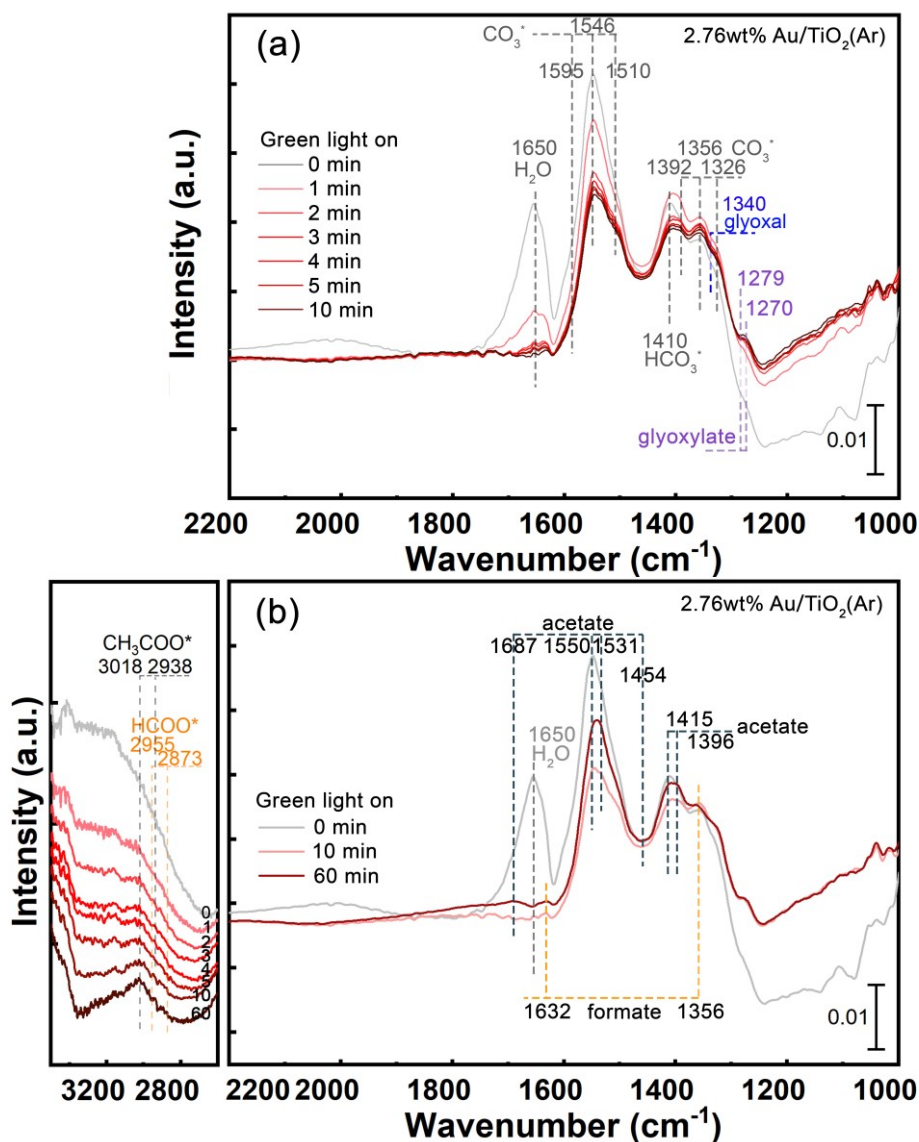 (a)
2.76wt% Au/TiO₂(Ar)
CO₃*
1546
1595
1510
Green light on
0 min
1 min
2 min
3 min
4 min
5 min
10 min
1650
H₂O
1356
CO₃*
1392
1326
1340
glyoxal
1279
1270
1410
HCO₃*
glyoxylate
0.01
Intensity (a.u.)
2200
2000
1800
1600
1400
1200
1000
Wavenumber (cm⁻¹)
(b)
2.76wt% Au/TiO₂(Ar)
CH₃COO*
3018
2938
HCOO*
2955
2873
0
1
2
3
4
5
10
60
acetate
1687
1550
1531
1454
1650
H₂O
1415
acetate
1396
Green light on
0 min
10 min
60 min
1632
formate
1356
0.01
Intensity (a.u.)
3200
2800
2200
2000
1800
1600
1400
1200
1000
Wavenumber (cm⁻¹)